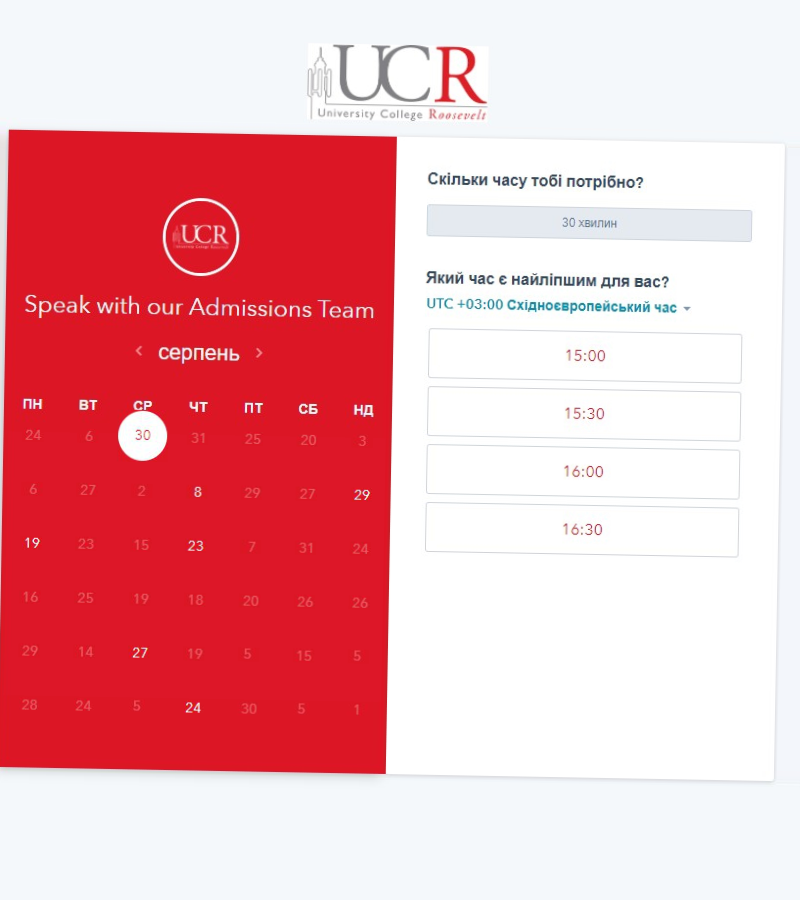 UCR
University College Roosevelt
UCR
Speak with our Admissions Team
серпень
ПН ВТ СР ЧТ ПТ СБ НД
24 6 30 31 25 20 3
6 27 2 8 29 27 29
19 23 15 23 7 31 24
16 25 19 18 20 26 26
29 14 27 19 5 15 5
28 24 5 24 30 5 1
Скільки часу тобі потрібно?
30 хвилин
Який час є найліпшим для вас?
UTC +03:00 Східноєвропейський час
15:00
15:30
16:00
16:30